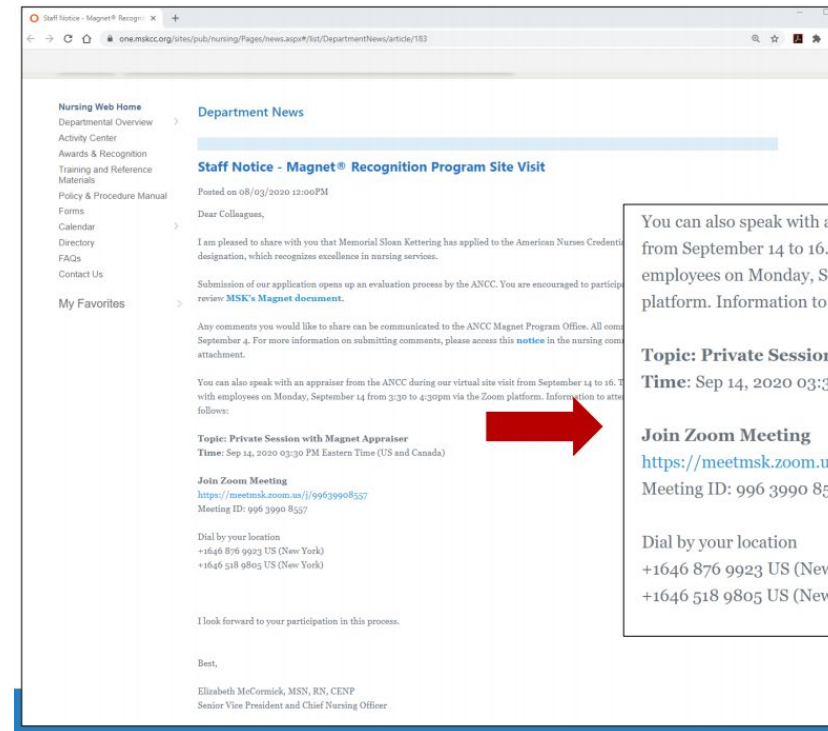 Staff Notice - Magnet® Recogni
one.mskcc.org/sites/pub/nursing/Pages/news.aspx#/list/DepartmentNews/article/183
Nursing Web Home
Departmental Overview
Activity Center
Awards & Recognition
Training and Reference
Materials
Policy & Procedure Manual
Forms
Calendar
Directory
FAQs
Contact Us
My Favorites
Department News
Staff Notice - Magnet® Recognition Program Site Visit
Posted on 08/03/2020 12:00PM
Dear Colleagues,
I am pleased to share with you that Memorial Sloan Kettering has applied to the American Nurses Credentia
designation, which recognizes excellence in nursing services.
Submission of our application opens up an evaluation process by the ANCC. You are encouraged to particip
review MSK's Magnet document.
Any comments you would like to share can be communicated to the ANCC Magnet Program Office. All com
September 4. For more information on submitting comments, please access this notice in the nursing com
attachment.
You can also speak with an appraiser from the ANCC during our virtual site visit from September 14 to 16. T
with employees on Monday, September 14 from 3:30 to 4:30pm via the Zoom platform. Information to atte
follows:
Topic: Private Session with Magnet Appraiser
Time: Sep 14, 2020 03:30 PM Eastern Time (US and Canada)
Join Zoom Meeting
https://meetmsk.zoom.us/j/99639908557
Meeting ID: 996 3990 8557
Dial by your location
+1646 876 9923 US (New York)
+1646 518 9805 US (New York)
I look forward to your participation in this process.
Best,
Elizabeth McCormick, MSN, RN, CENP
Senior Vice President and Chief Nursing Officer
You can also speak with a
from September 14 to 16.
employees on Monday, S
platform. Information to
Topic: Private Session
Time: Sep 14, 2020 03:3
Join Zoom Meeting
https://meetmsk.zoom.u
Meeting ID: 996 3990 85
Dial by your location
+1646 876 9923 US (New
+1646 518 9805 US (New